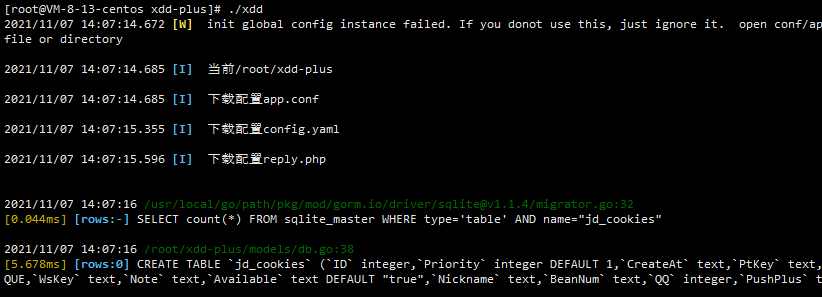 [root@VM-8-13-centos xdd-plus]# ./xdd
2021/11/07 14:07:14.672 [W]  init global config instance failed. If you donot use this, just ignore it.  open conf/ap
file or directory
2021/11/07 14:07:14.685 [I]  当前/root/xdd-plus
2021/11/07 14:07:14.685 [I]  下载配置app.conf
2021/11/07 14:07:15.355 [I]  下载配置config.yaml
2021/11/07 14:07:15.596 [I]  下载配置reply.php
2021/11/07 14:07:16 /usr/local/go/path/pkg/mod/gorm.io/driver/sqlite@v1.1.4/migrator.go:32
[0.044ms] [rows:-] SELECT count(*) FROM sqlite_master WHERE type='table' AND name="jd_cookies"
2021/11/07 14:07:16 /root/xdd-plus/models/db.go:38
[5.678ms] [rows:0] CREATE TABLE `jd_cookies` (`ID` integer,`Priority` integer DEFAULT 1,`CreateAt` text,`PtKey` text,
QUE,`WsKey` text,`Note` text,`Available` text DEFAULT "true",`Nickname` text,`BeanNum` text,`QQ` integer,`PushPlus` t